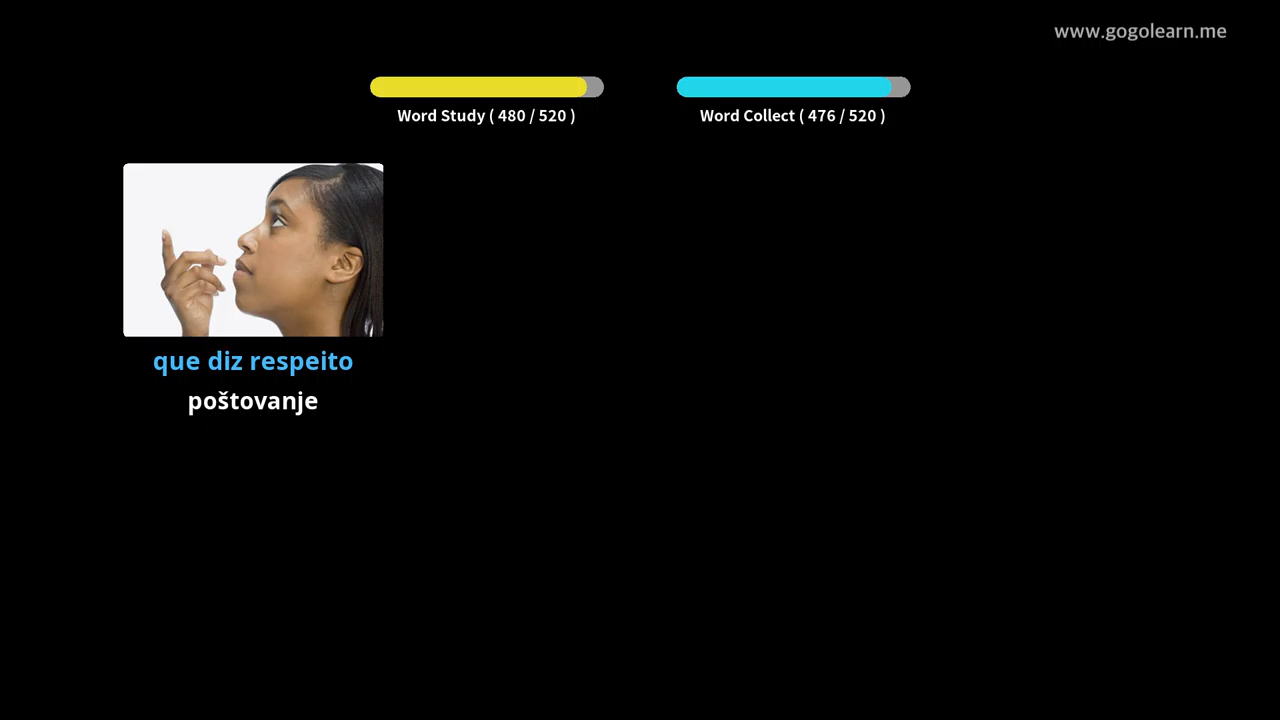 www.gogolearn.me
Word Study ( 480 / 520 )
Word Collect ( 476 / 520 )
que diz respeito
poštovanje